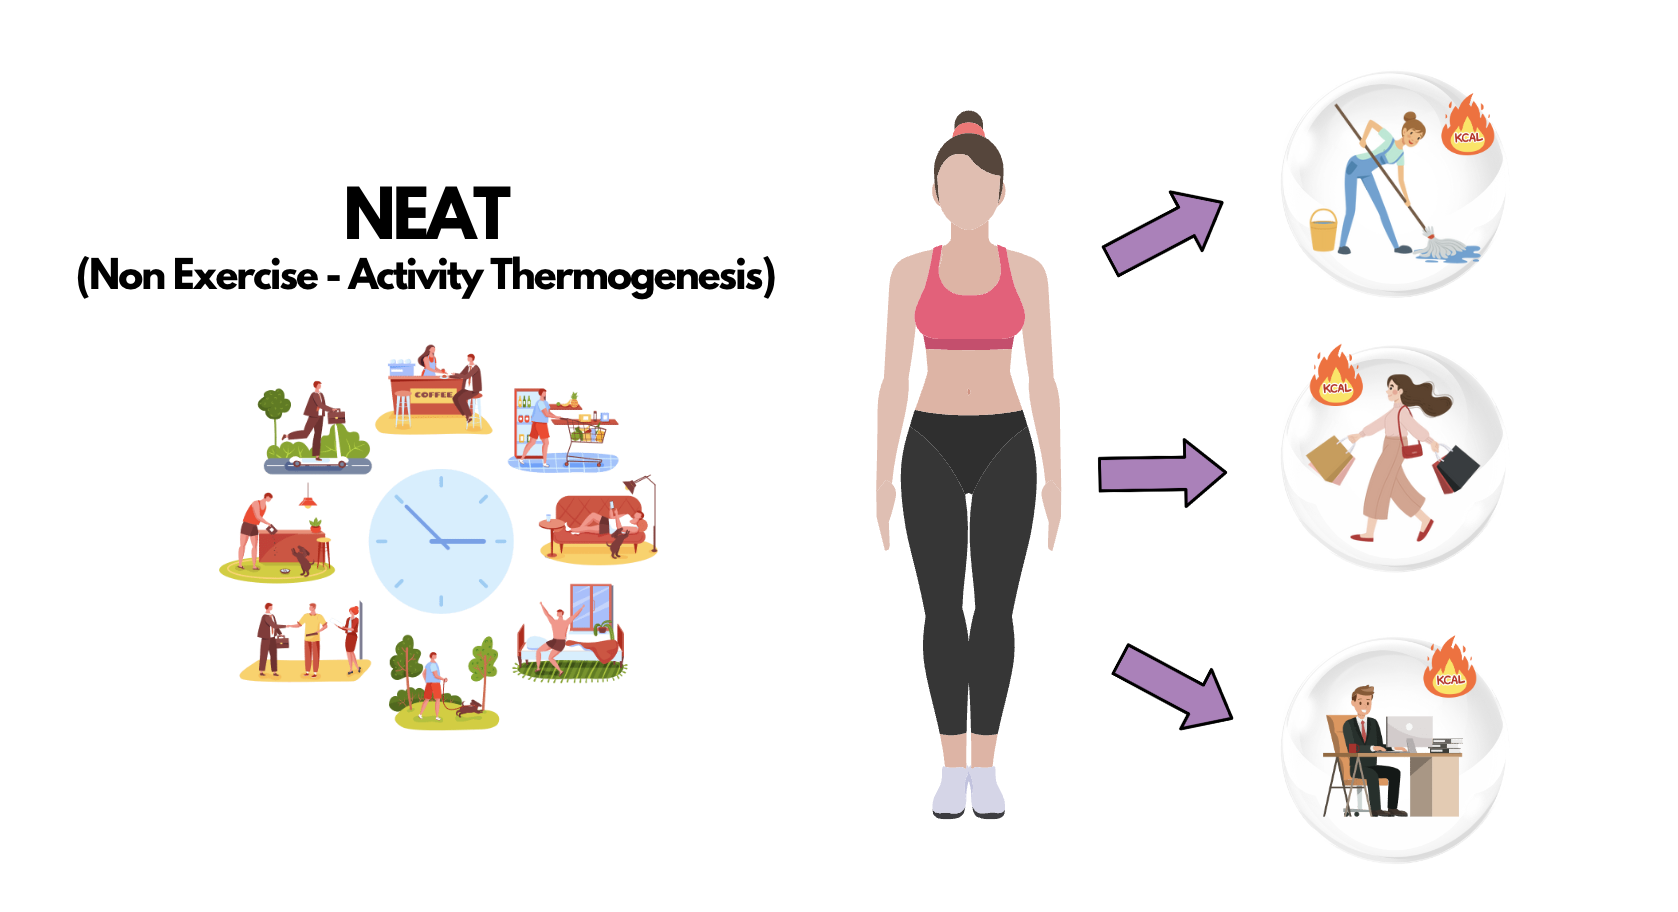 NEAT
(Non Exercise - Activity Thermogenesis)
COFFEE
KCAL
KCAL
KCAL